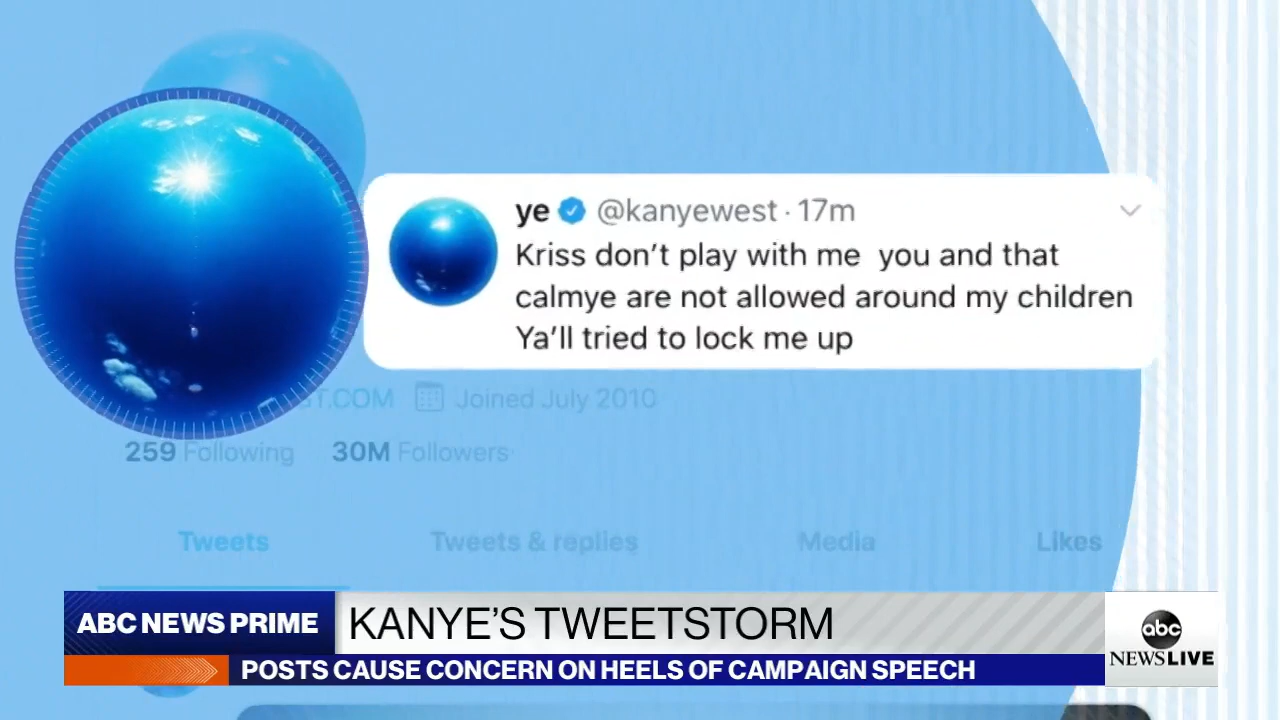 ye @kanyewest · 17m
Kriss don’t play with me  you and that
calmye are not allowed around my children
Ya’ll tried to lock me up
T.COM Joined July 2010
259 Following 30M Followers
Tweets Tweets & replies Media Likes
ABC NEWS PRIME KANYE’S TWEETSTORM
POSTS CAUSE CONCERN ON HEELS OF CAMPAIGN SPEECH
abc
NEWS LIVE